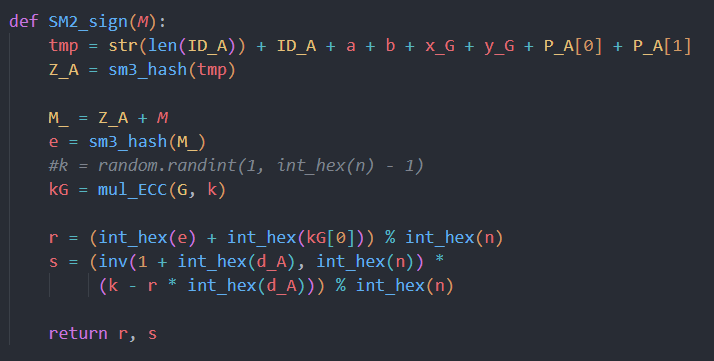 def SM2_sign(M):
    tmp = str(len(ID_A)) + ID_A + a + b + x_G + y_G + P_A[0] + P_A[1]
    Z_A = sm3_hash(tmp)

    M_ = Z_A + M
    e = sm3_hash(M_)
    #k = random.randint(1, int_hex(n) - 1)
    kG = mul_ECC(G, k)

    r = (int_hex(e) + int_hex(kG[0])) % int_hex(n)
    s = (inv(1 + int_hex(d_A), int_hex(n)) *
         (k - r * int_hex(d_A))) % int_hex(n)

    return r, s